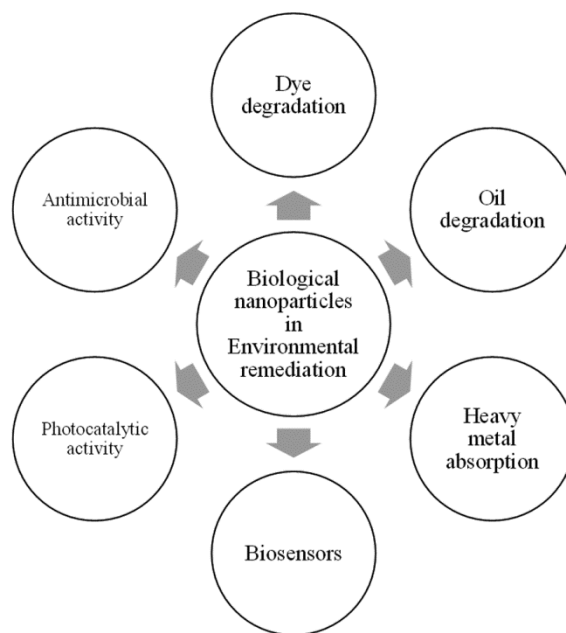 Dye
degradation
Oil
degradation
Heavy
metal
absorption
Biosensors
Photocatalytic
activity
Antimicrobial
activity
Biological
nanoparticles
in
Environmental
remediation